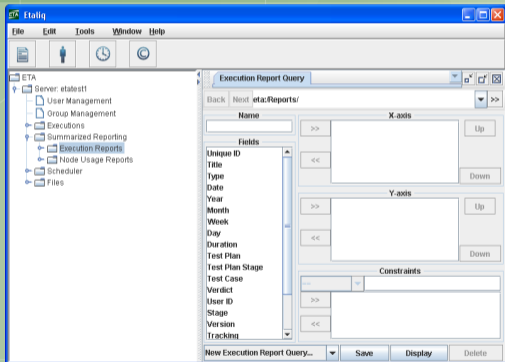 ETA Etaliq
File Edit Tools Window Help
ETA
Server: etatest1
User Management
Group Management
Executions
Summarized Reporting
Execution Reports
Node Usage Reports
Scheduler
Files
Execution Report Query
Back Next eta:/Reports/ >>
Name
Fields
Unique ID
Title
Type
Date
Year
Month
Week
Day
Duration
Test Plan
Test Plan Stage
Test Case
Verdict
User ID
Stage
Version
Tracking
X-axis
>> Up
<<
Down
Y-axis
>> Up
<<
Down
Constraints
>>
<<
New Execution Report Query... Save Display Delete